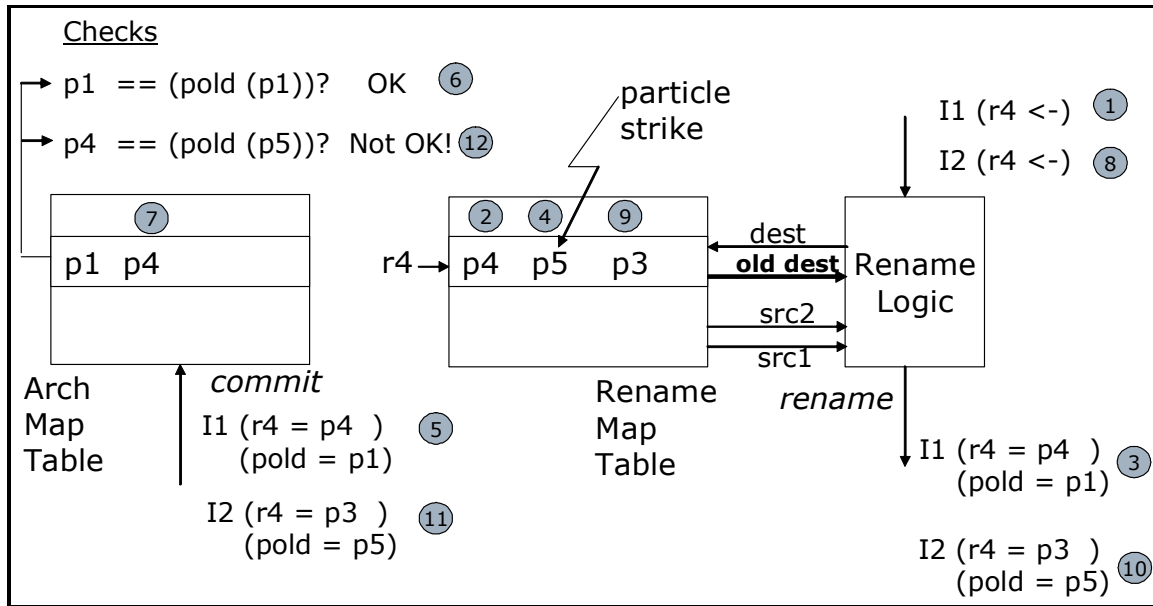 Checks
p1 == (pold (p1))? OK 6
p4 == (pold (p5))? Not OK! 12
particle
strike
I1 (r4 <-) 1
I2 (r4 <-) 8
7
p1 p4
Arch
Map
Table
commit
I1 (r4 = p4 ) 5
(pold = p1)
I2 (r4 = p3 ) 11
(pold = p5)
2 4 9
r4 p4 p5 p3
Rename
Map
Table
dest
old dest
src2
src1
Rename
Logic
rename
I1 (r4 = p4 ) 3
(pold = p1)
I2 (r4 = p3 ) 10
(pold = p5)